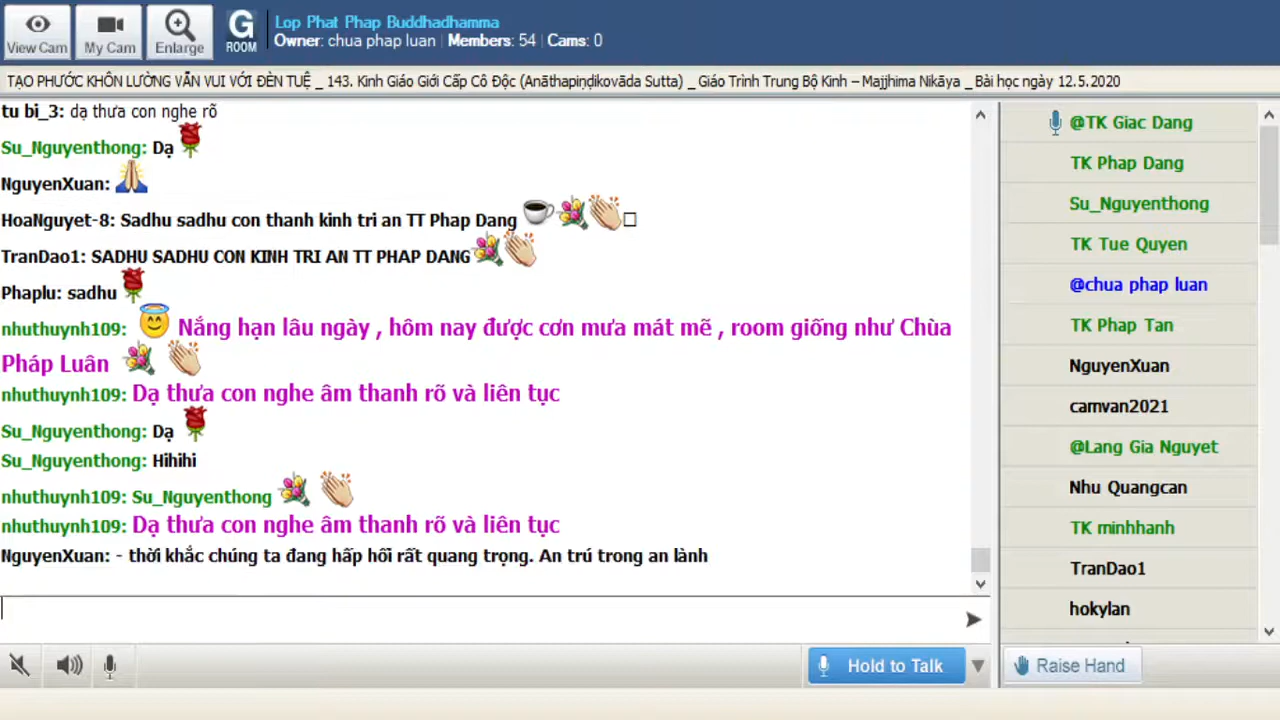 View Cam
My Cam
Enlarge
G
ROOM
Lop Phat Phap Buddhadhamma
Owner: chua phap luan | Members: 54 | Cams: 0
TẠO PHƯỚC KHÔN LƯỜNG VẪN VUI VỚI ĐÈN TUỆ _ 143. Kinh Giáo Giới Cấp Cô Độc (Anāthapiṇḍikovāda Sutta) _ Giáo Trình Trung Bộ Kinh – Majjhima Nikāya _ Bài học ngày 12.5.2020
tu bi_3: dạ thưa con nghe rõ
Su_Nguyenthong: Dạ
NguyenXuan:
HoaNguyet-8: Sadhu sadhu con thanh kinh tri an TT Phap Dang
TranDao1: SADHU SADHU CON KINH TRI AN TT PHAP DANG
Phaplu: sadhu
nhuthuynh109: Nắng hạn lâu ngày , hôm nay được cơn mưa mát mẽ , room giống như Chùa
Pháp Luân
nhuthuynh109: Dạ thưa con nghe âm thanh rõ và liên tục
Su_Nguyenthong: Dạ
Su_Nguyenthong: Hihihi
nhuthuynh109: Su_Nguyenthong
nhuthuynh109: Dạ thưa con nghe âm thanh rõ và liên tục
NguyenXuan: - thời khắc chúng ta đang hấp hối rất quang trọng. An trú trong an lành
@TK Giac Dang
TK Phap Dang
Su_Nguyenthong
TK Tue Quyen
@chua phap luan
TK Phap Tan
NguyenXuan
camvan2021
@Lang Gia Nguyet
Nhu Quangcan
TK minhhanh
TranDao1
hokylan
Hold to Talk
Raise Hand